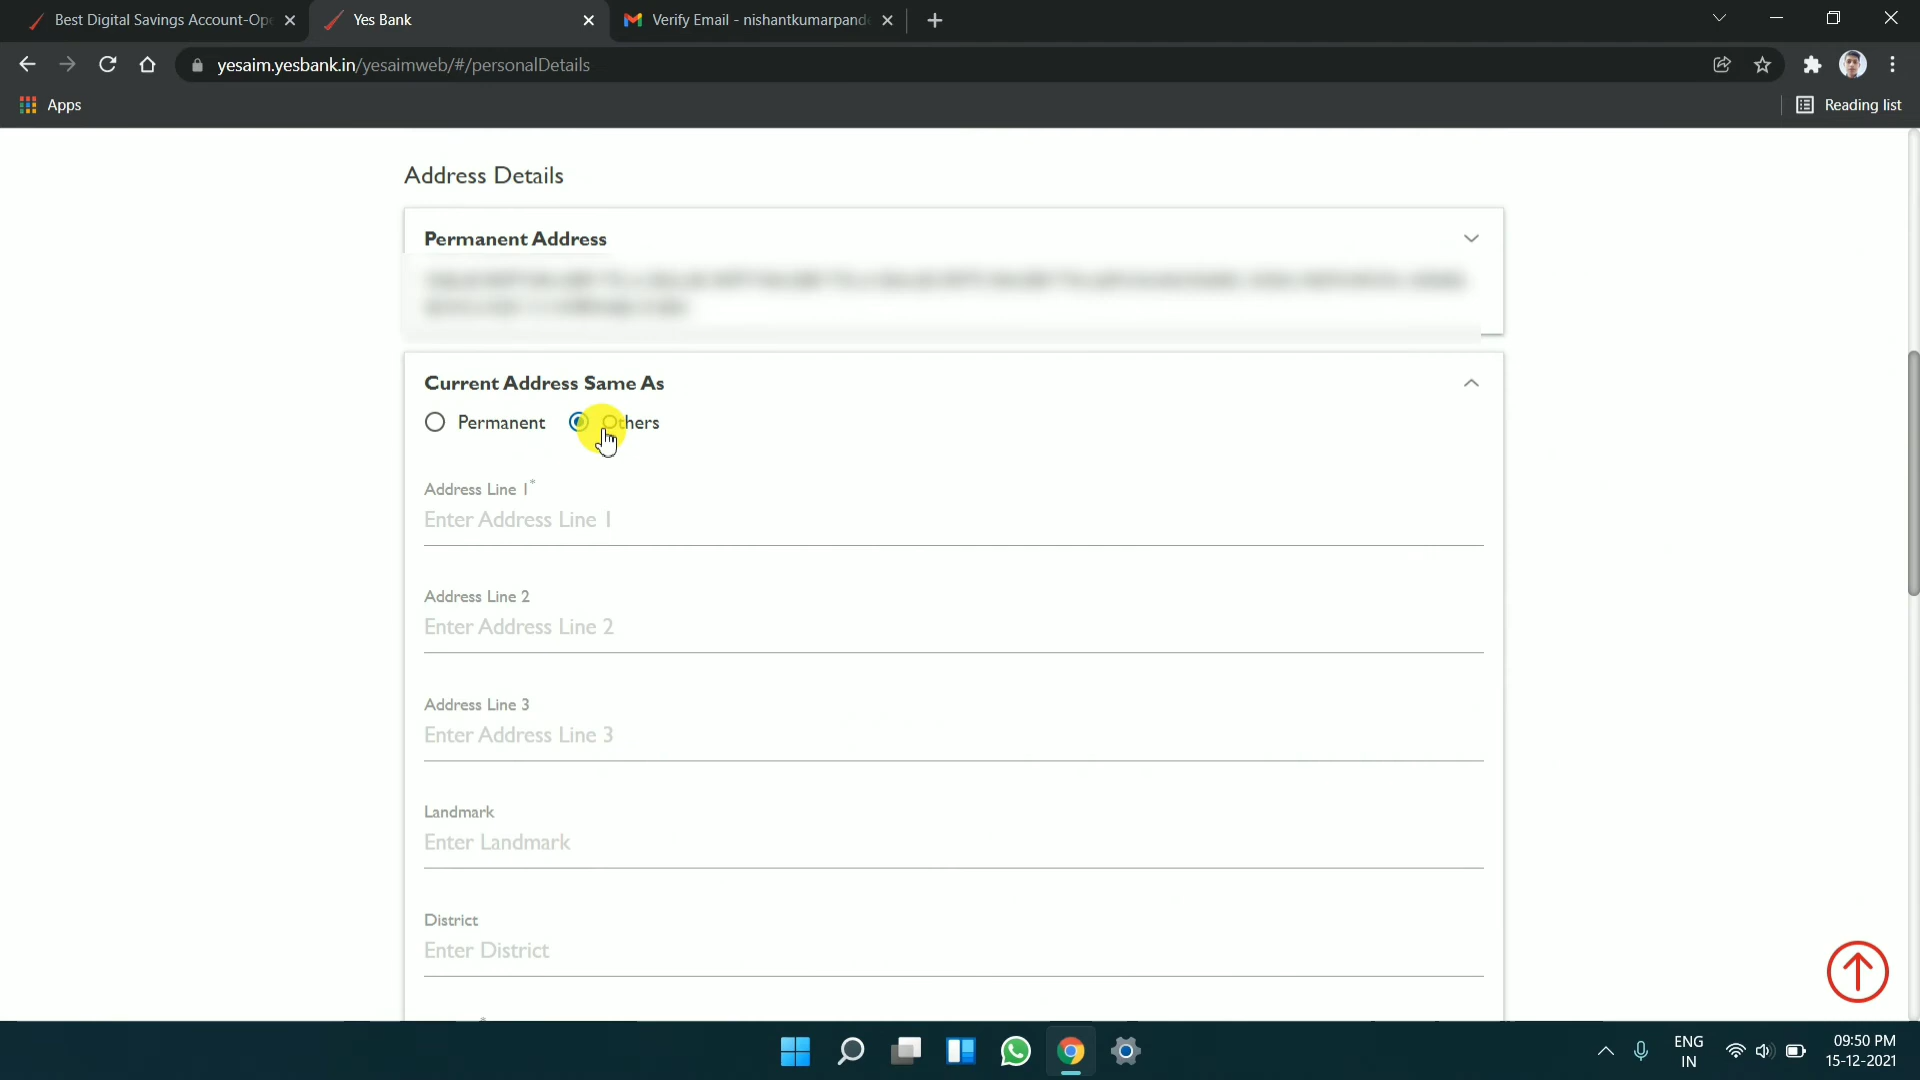 Best Digital Savings Account-Ope
Yes Bank
Verify Email - nishantkumarpande
yesaim.yesbank.in/yesaimweb/#/personalDetails
Apps
Reading list
Address Details
Permanent Address
Current Address Same As
Permanent
Others
Address Line 1*
Enter Address Line 1
Address Line 2
Enter Address Line 2
Address Line 3
Enter Address Line 3
Landmark
Enter Landmark
District
Enter District
ENG
IN
09:50 PM
15-12-2021